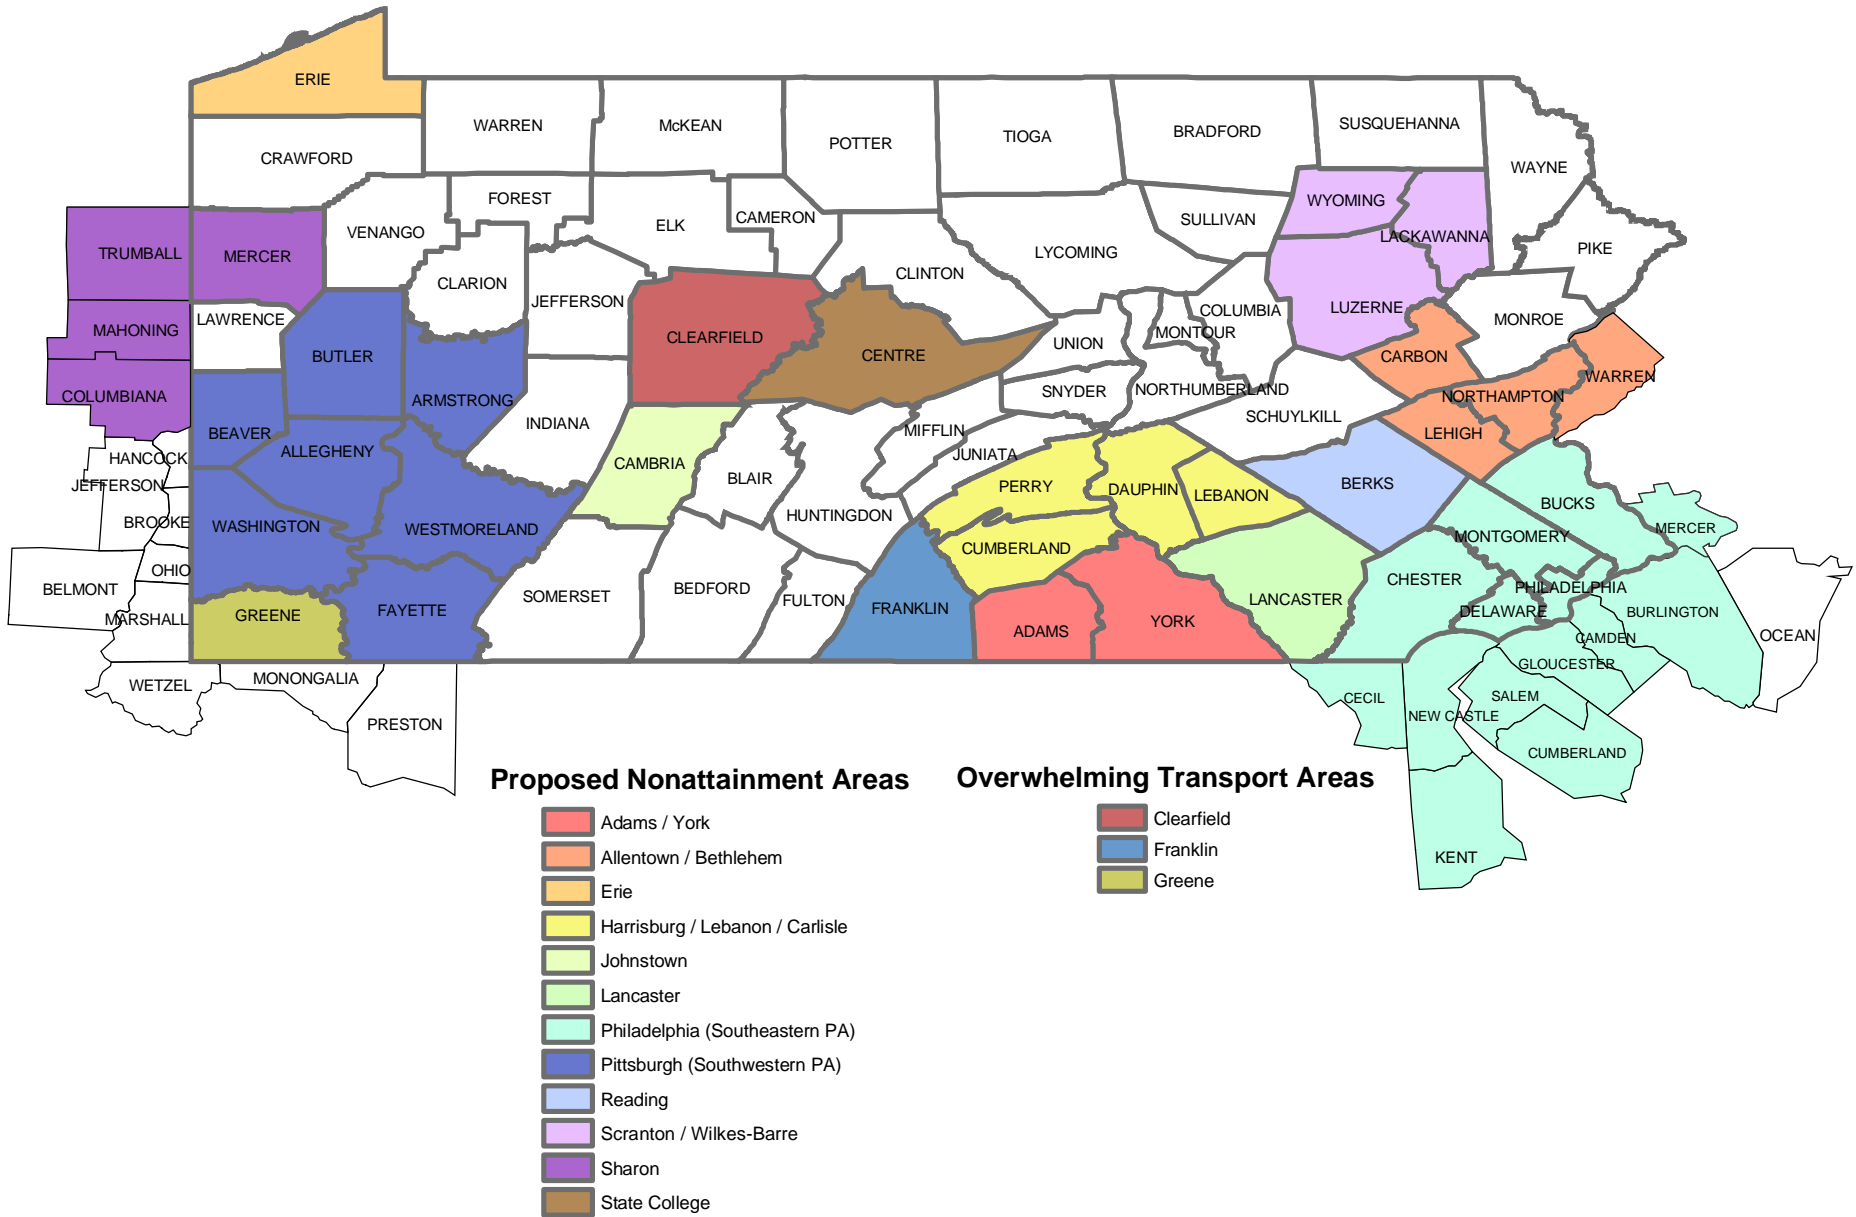 ERIE
WARREN
McKEAN
POTTER
TIOGA
BRADFORD
SUSQUEHANNA
WAYNE
CRAWFORD
FOREST
ELK
CAMERON
SULLIVAN
WYOMING
LACKAWANNA
PIKE
TRUMBALL
MERCER
VENANGO
CLARION
JEFFERSON
CLINTON
LYCOMING
COLUMBIA
LUZERNE
MONROE
MAHONING
LAWRENCE
BUTLER
CLEARFIELD
CENTRE
UNION
MONTOUR
CARBON
WARREN
COLUMBIANA
ARMSTRONG
INDIANA
SNYDER
NORTHUMBERLAND
SCHUYLKILL
NORTHAMPTON
LEHIGH
BEAVER
ALLEGHENY
CAMBRIA
BLAIR
MIFFLIN
JUNIATA
HANCOCK
JEFFERSON
BROOKE
WASHINGTON
WESTMORELAND
HUNTINGDON
PERRY
DAUPHIN
LEBANON
BERKS
BUCKS
MERCER
MONTGOMERY
CUMBERLAND
OHIO
BELMONT
MARSHALL
GREENE
FAYETTE
SOMERSET
BEDFORD
FULTON
FRANKLIN
ADAMS
YORK
LANCASTER
CHESTER
PHILADELPHIA
DELAWARE
BURLINGTON
CAMDEN
OCEAN
GLOUCESTER
WETZEL
MONONGALIA
PRESTON
CECIL
NEW CASTLE
SALEM
CUMBERLAND
KENT
Proposed Nonattainment Areas
Adams / York
Allentown / Bethlehem
Erie
Harrisburg / Lebanon / Carlisle
Johnstown
Lancaster
Philadelphia (Southeastern PA)
Pittsburgh (Southwestern PA)
Reading
Scranton / Wilkes-Barre
Sharon
State College
Overwhelming Transport Areas
Clearfield
Franklin
Greene